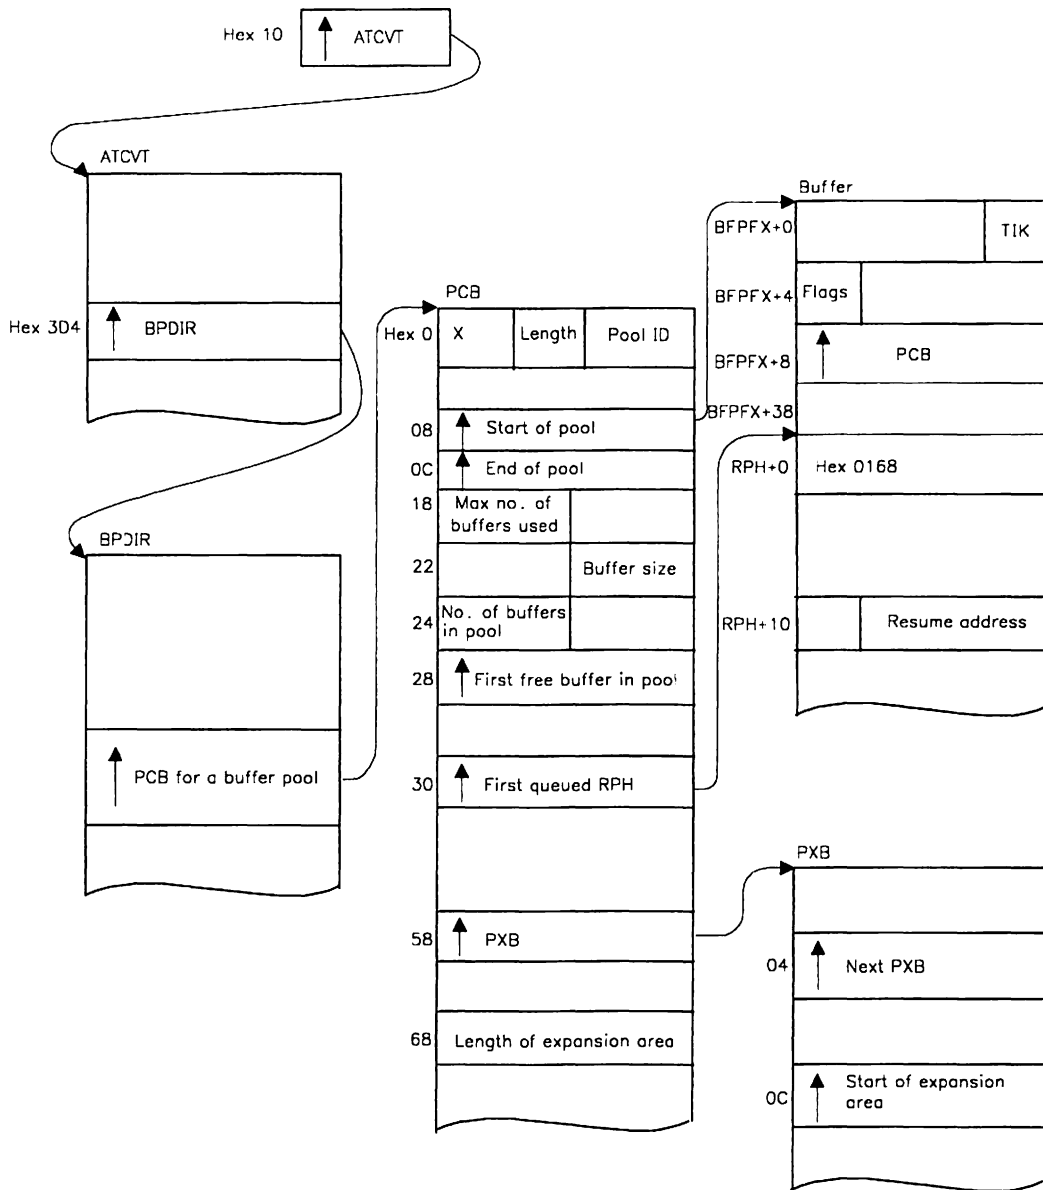 Hex 10 ATCVT
ATCVT
Hex 3D4 BPDIR
BPDIR
PCB for a buffer pool
PCB
Hex 0 X Length Pool ID
08 Start of pool
0C End of pool
18 Max no. of
buffers used
22 Buffer size
24 No. of buffers
in pool
28 First free buffer in pool
30 First queued RPH
58 PXB
68 Length of expansion area
Buffer
BFPFX+0 TIK
BFPFX+4 Flags
BFPFX+8 PCB
BFPFX+38
RPH+0 Hex 0168
RPH+10 Resume address
PXB
04 Next PXB
0C Start of expansion
area